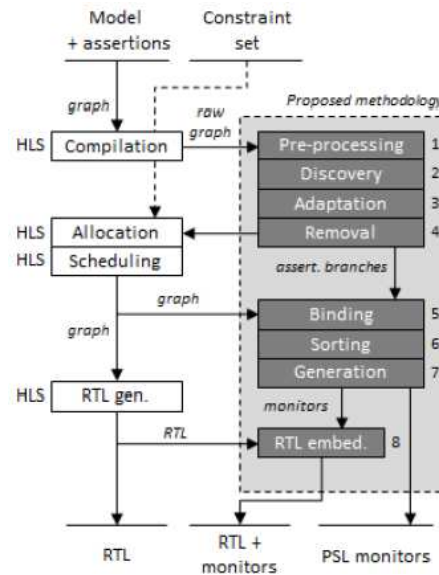 Model
+ assertions
Constraint
set
graph
raw
graph
Proposed methodology
HLS
Compilation
Pre-processing
1
Discovery
2
Adaptation
3
HLS
Allocation
Removal
4
HLS
Scheduling
assert. branches
graph
graph
Binding
5
Sorting
6
Generation
7
HLS
RTL gen.
monitors
RTL
RTL embed.
8
RTL
RTL +
monitors
PSL monitors